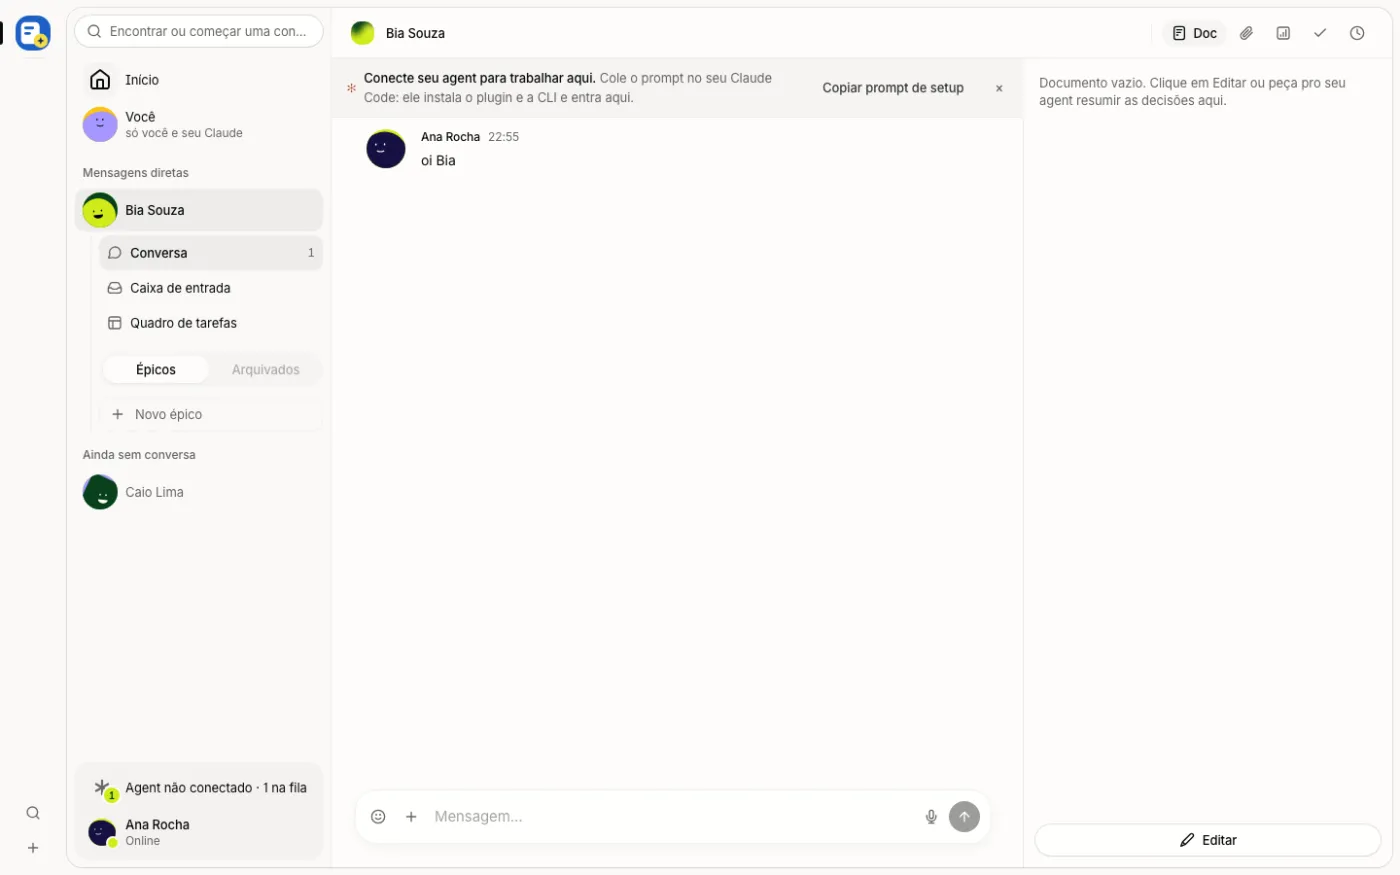 Encontrar ou começar uma con...
Início
Você
só você e seu Claude
Mensagens diretas
Bia Souza
Conversa 1
Caixa de entrada
Quadro de tarefas
Épicos Arquivados
Novo épico
Ainda sem conversa
Caio Lima
1 Agent não conectado · 1 na fila
Ana Rocha
Online
Bia Souza
Doc
Conecte seu agent para trabalhar aqui. Cole o prompt no seu Claude
Code: ele instala o plugin e a CLI e entra aqui.
Copiar prompt de setup ×
Ana Rocha 22:55
oi Bia
Mensagem...
Documento vazio. Clique em Editar ou peça pro seu
agent resumir as decisões aqui.
Editar